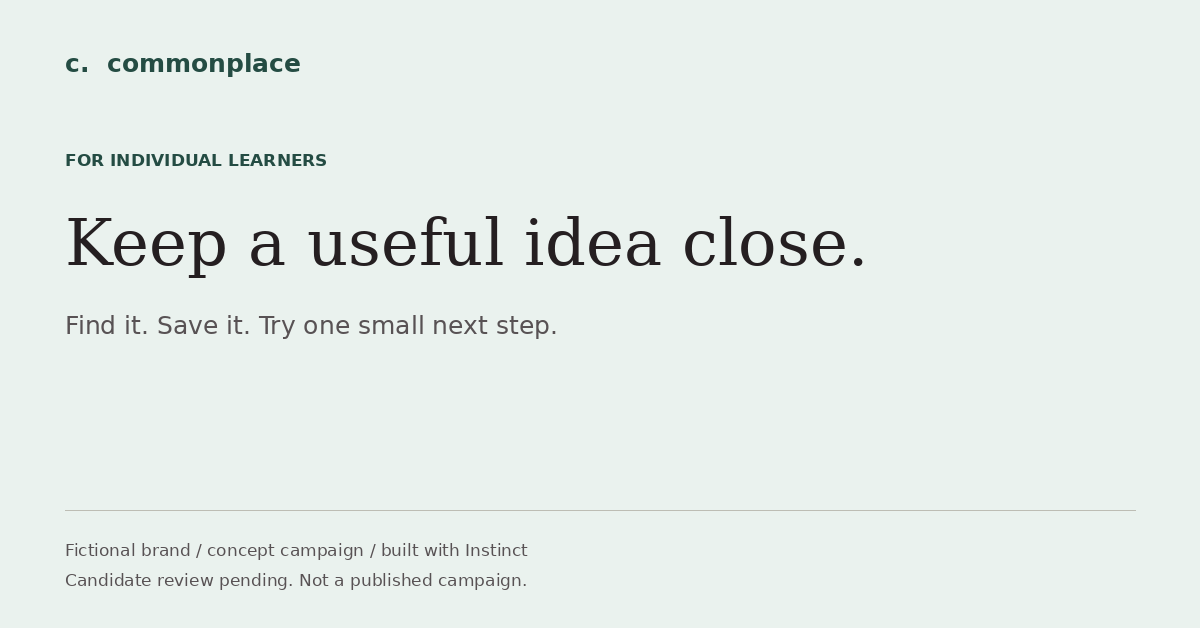 c. commonplace
FOR INDIVIDUAL LEARNERS
Keep a useful idea close.
Find it. Save it. Try one small next step.
Fictional brand / concept campaign / built with Instinct
Candidate review pending. Not a published campaign.